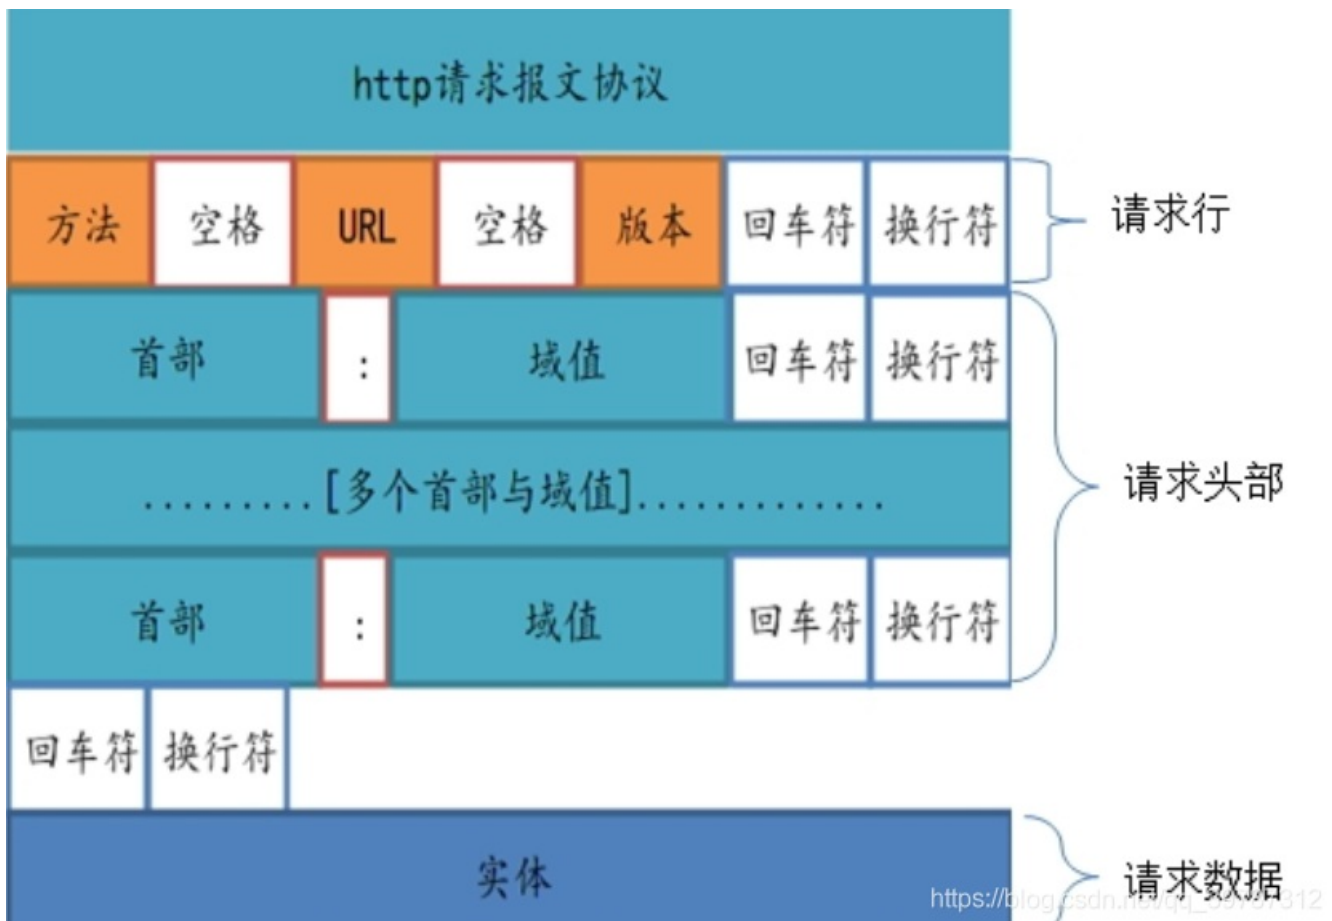 http请求报文协议
方法 空格 URL 空格 版本 回车符 换行符 请求行
首部 : 域值 回车符 换行符
.........[多个首部与域值]............. 请求头部
首部 : 域值 回车符 换行符
回车符 换行符
实体 请求数据